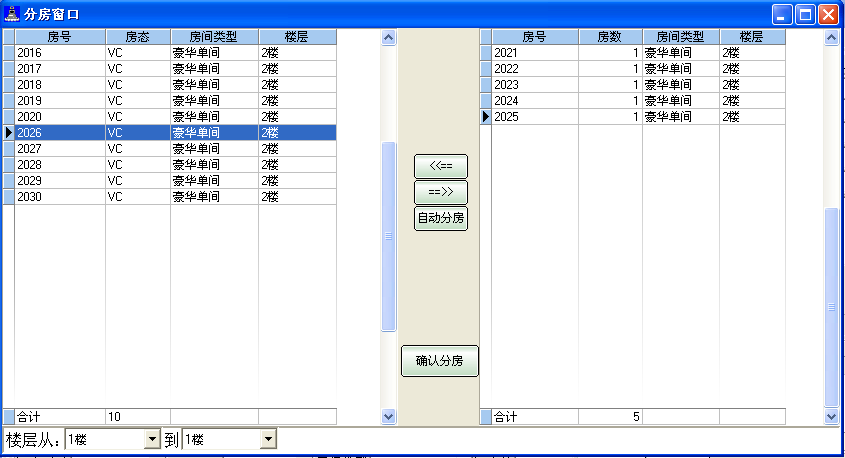 分房窗口
房号 房态 房间类型 楼层
2016 VC 豪华单间 2楼
2017 VC 豪华单间 2楼
2018 VC 豪华单间 2楼
2019 VC 豪华单间 2楼
2020 VC 豪华单间 2楼
2026 VC 豪华单间 2楼
2027 VC 豪华单间 2楼
2028 VC 豪华单间 2楼
2029 VC 豪华单间 2楼
2030 VC 豪华单间 2楼
合计 10
<<==
==>>
自动分房
确认分房
房号 房数 房间类型 楼层
2021 1 豪华单间 2楼
2022 1 豪华单间 2楼
2023 1 豪华单间 2楼
2024 1 豪华单间 2楼
2025 1 豪华单间 2楼
合计 5
楼层从: 1楼 到 1楼